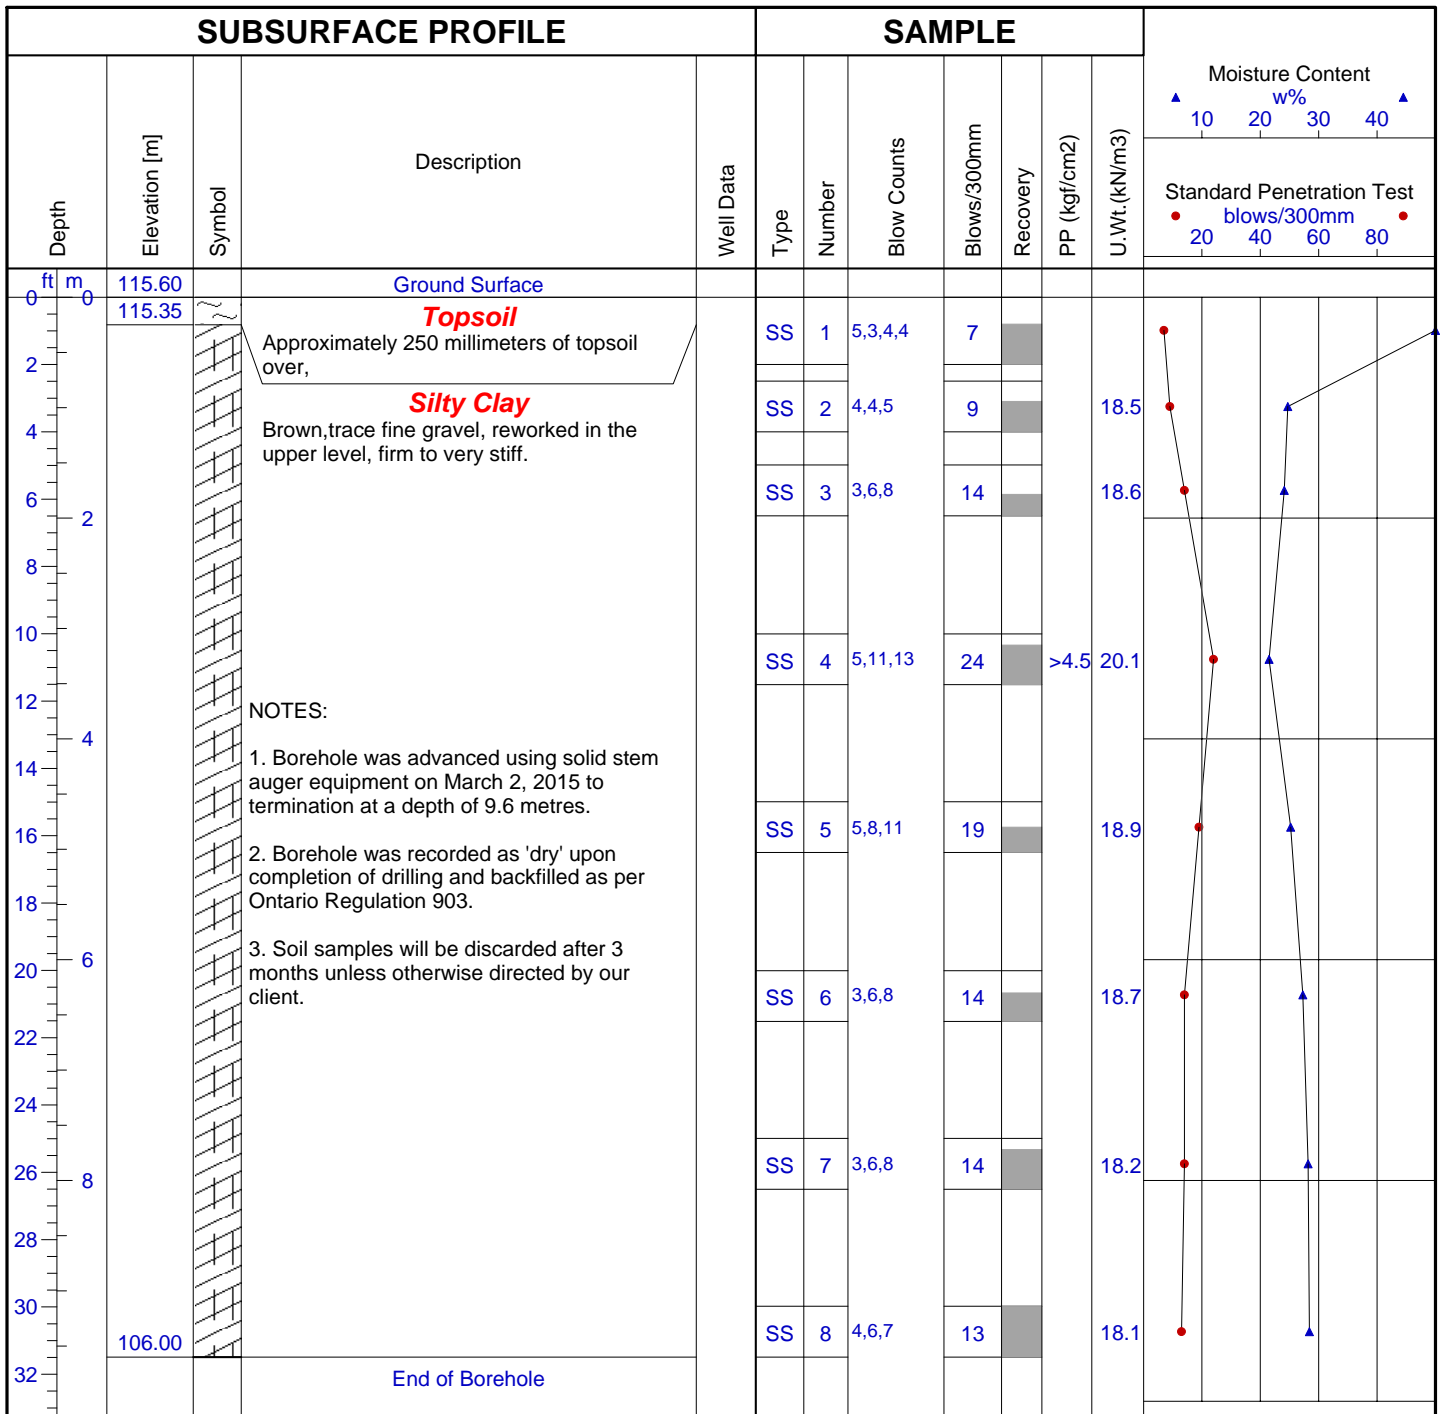 SUBSURFACE PROFILE
SAMPLE
Depth
Elevation [m]
Symbol
Description
Well Data
Type
Number
Blow Counts
Blows/300mm
Recovery
PP (kgf/cm2)
U.Wt.(kN/m3)
Moisture Content
w%
10 20 30 40
Standard Penetration Test
blows/300mm
20 40 60 80
ft m 115.60 Ground Surface
0 0
115.35
Topsoil
Approximately 250 millimeters of topsoil
over,
SS 1 5,3,4,4 7
2
Silty Clay
SS 2 4,4,5 9 18.5
4
Brown,trace fine gravel, reworked in the
upper level, firm to very stiff.
SS 3 3,6,8 14 18.6
6
2
8
10
SS 4 5,11,13 24 >4.5 20.1
12
NOTES:
4
1. Borehole was advanced using solid stem
auger equipment on March 2, 2015 to
termination at a depth of 9.6 metres.
14
SS 5 5,8,11 19 18.9
16
2. Borehole was recorded as 'dry' upon
completion of drilling and backfilled as per
Ontario Regulation 903.
18
3. Soil samples will be discarded after 3
months unless otherwise directed by our
client.
6
20
SS 6 3,6,8 14 18.7
22
24
SS 7 3,6,8 14 18.2
26
8
28
30
SS 8 4,6,7 13 18.1
106.00
32
End of Borehole